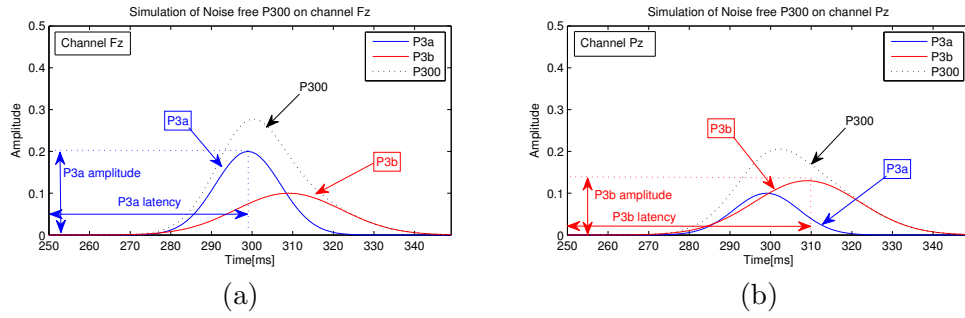 Simulation of Noise free P300 on channel Fz
Channel Fz
P3a
P3b
P300
0.5
0.4
0.3
0.2
0.1
0
Amplitude
P300
P3a
P3b
P3a amplitude
P3a latency
250 260 270 280 290 300 310 320 330 340
Time[ms]
(a)
Simulation of Noise free P300 on channel Pz
Channel Pz
P3a
P3b
P300
0.5
0.4
0.3
0.2
0.1
0
Amplitude
P3b
P300
P3a
P3b amplitude
P3b latency
250 260 270 280 290 300 310 320 330 340
Time[ms]
(b)